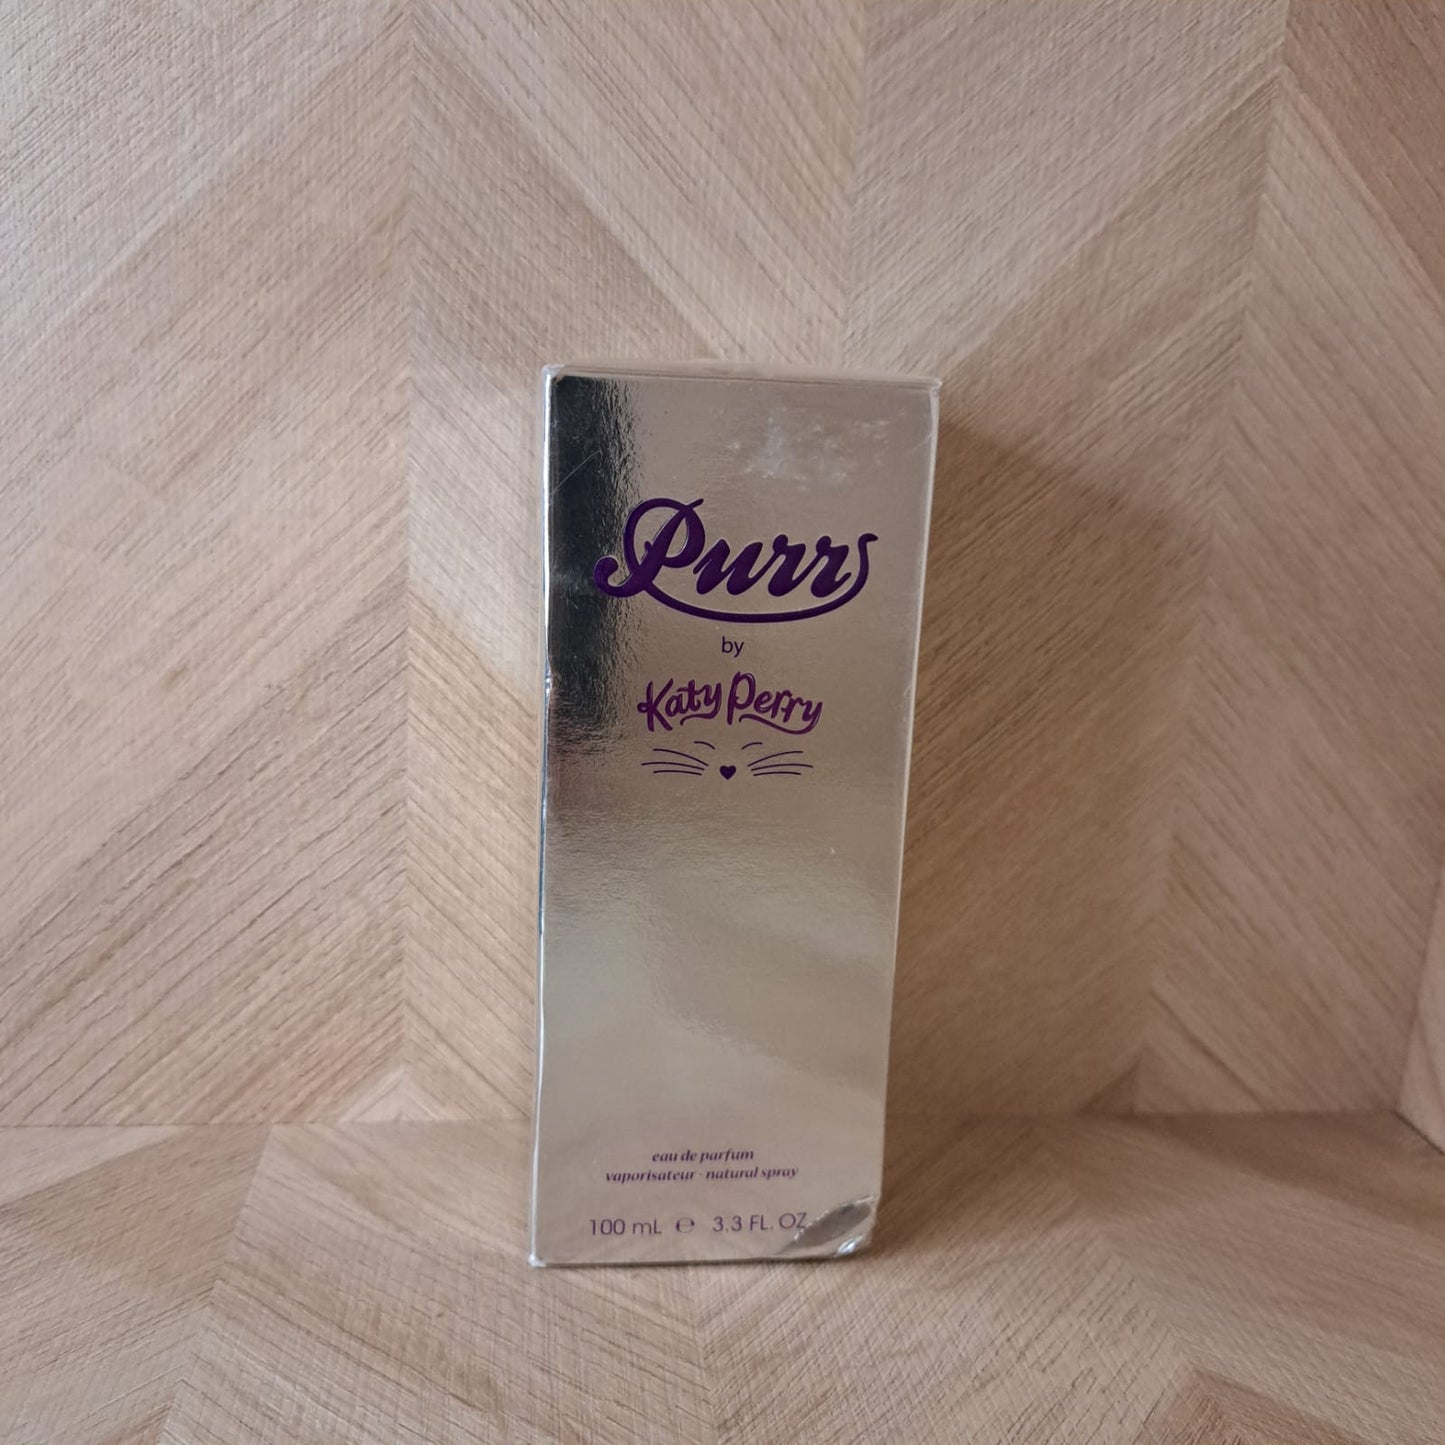 Purr
by
Katy Perry
eau de parfum
vaporisateur · natural spray
100 mL ℮ 3.3 FL. OZ.